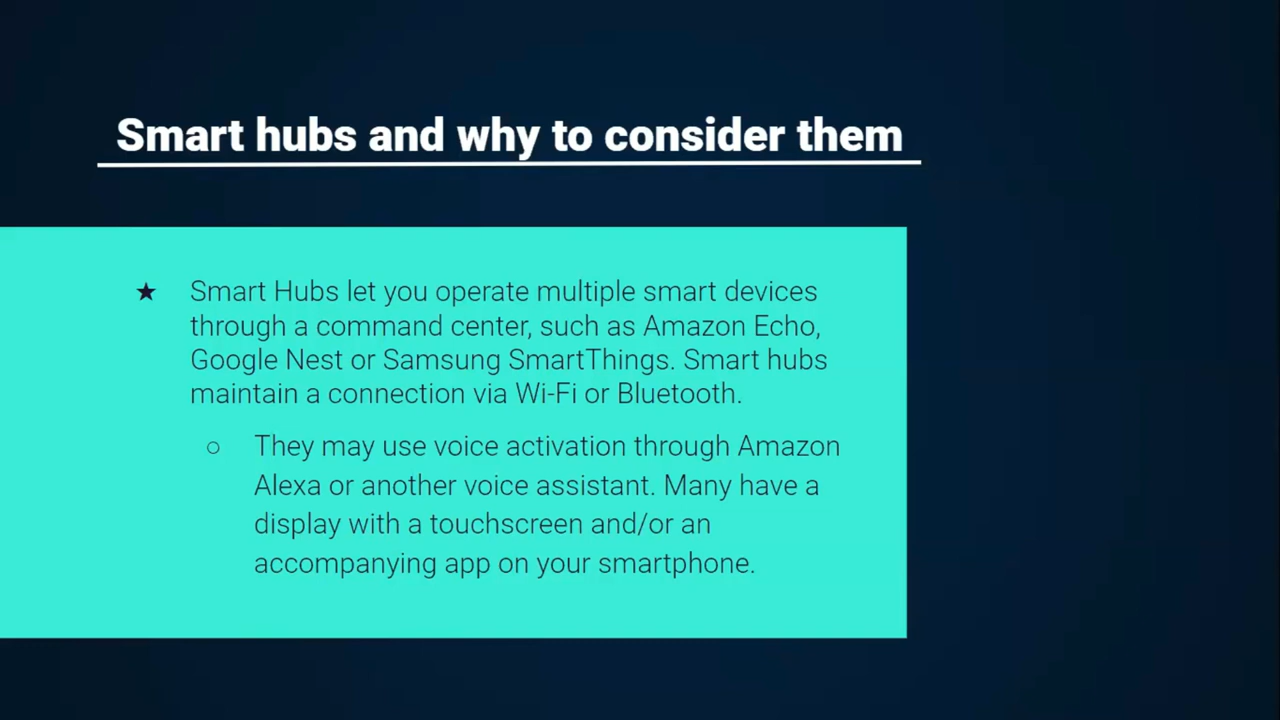 Smart hubs and why to consider them
★ Smart Hubs let you operate multiple smart devices
through a command center, such as Amazon Echo,
Google Nest or Samsung SmartThings. Smart hubs
maintain a connection via Wi-Fi or Bluetooth.
○ They may use voice activation through Amazon
Alexa or another voice assistant. Many have a
display with a touchscreen and/or an
accompanying app on your smartphone.